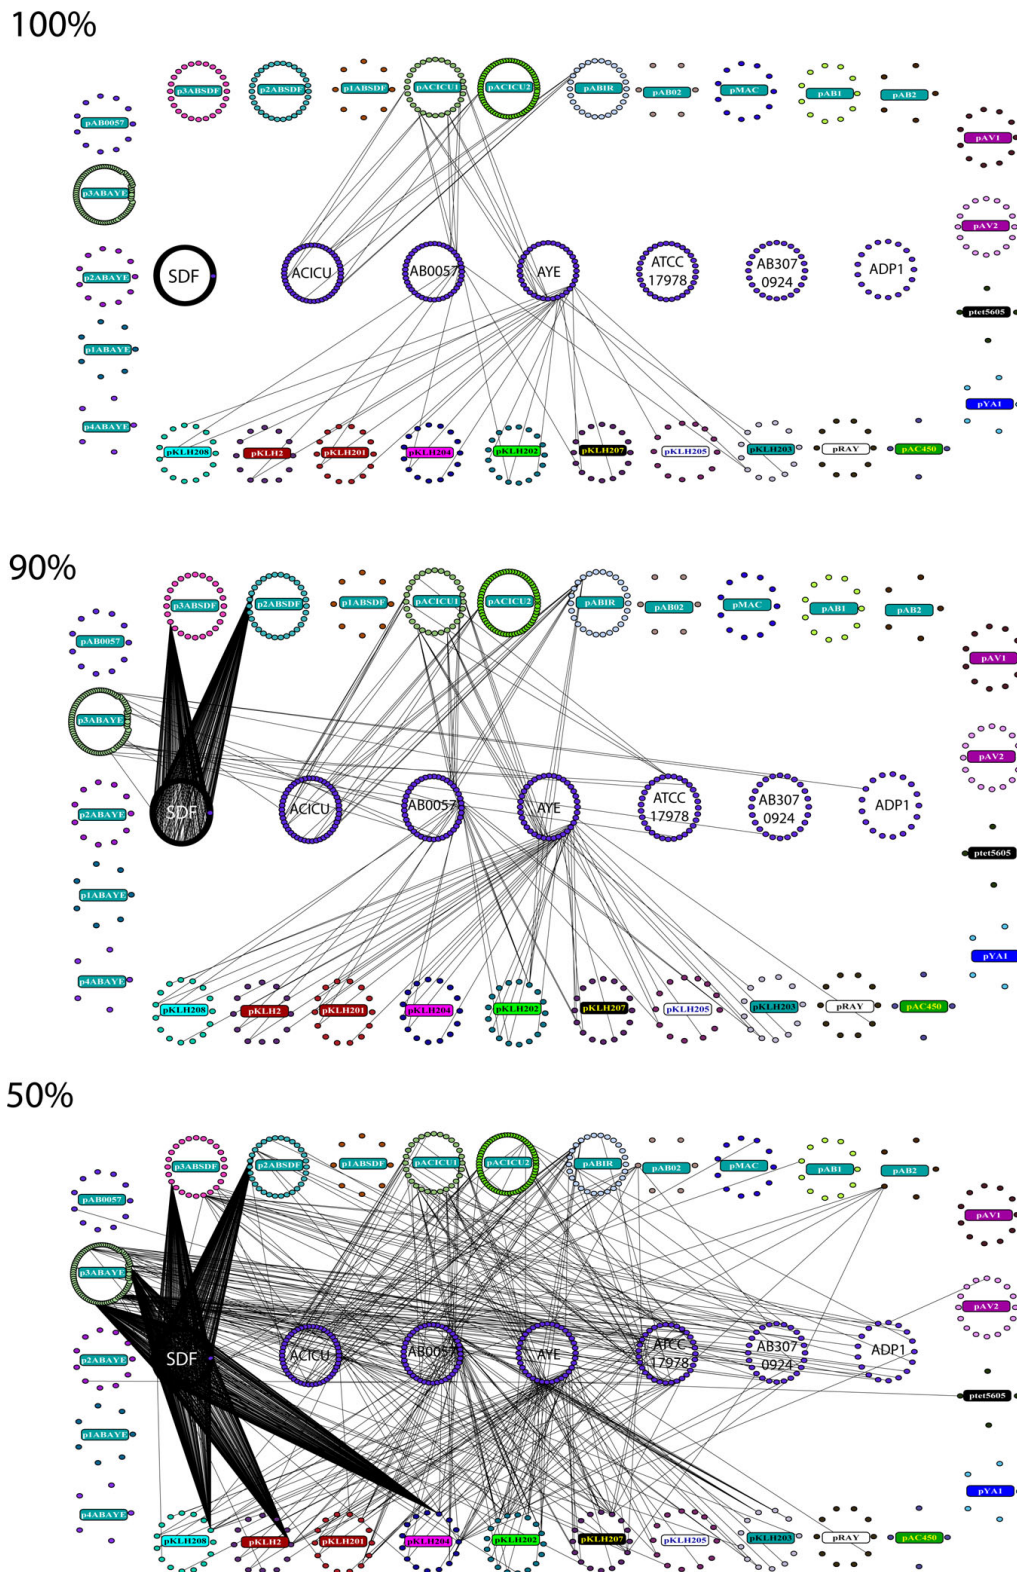 100%
p3ABSDF p2ABSDF p1ABSDF pACICU1 pACICU2 pABIR pAB02 pMAC pAB1 pAB2
pAB0057 pAV1
p3ABAYE
pAV2
p2ABAYE SDF ACICU AB0057 AYE ATCC 17978 AB307 0924 ADP1
ptet5605
p1ABAYE
pYA1
p4ABAYE
pKLH208 pKLH2 pKLH201 pKLH204 pKLH202 pKLH207 pKLH205 pKLH203 pRAY pAC450
90%
p3ABSDF p2ABSDF p1ABSDF pACICU1 pACICU2 pABIR pAB02 pMAC pAB1 pAB2
pAB0057 pAV1
p3ABAYE
pAV2
p2ABAYE SDF ACICU AB0057 AYE ATCC 17978 AB307 0924 ADP1
ptet5605
p1ABAYE
pYA1
p4ABAYE
pKLH208 pKLH2 pKLH201 pKLH204 pKLH202 pKLH207 pKLH205 pKLH203 pRAY pAC450
50%
p3ABSDF p2ABSDF p1ABSDF pACICU1 pACICU2 pABIR pAB02 pMAC pAB1 pAB2
pAB0057 pAV1
p3ABAYE
pAV2
p2ABAYE SDF ACICU AB0057 AYE ATCC 17978 AB307 0924 ADP1
ptet5605
p1ABAYE
pYA1
p4ABAYE
pKLH208 pKLH2 pKLH201 pKLH204 pKLH202 pKLH207 pKLH205 pKLH203 pRAY pAC450